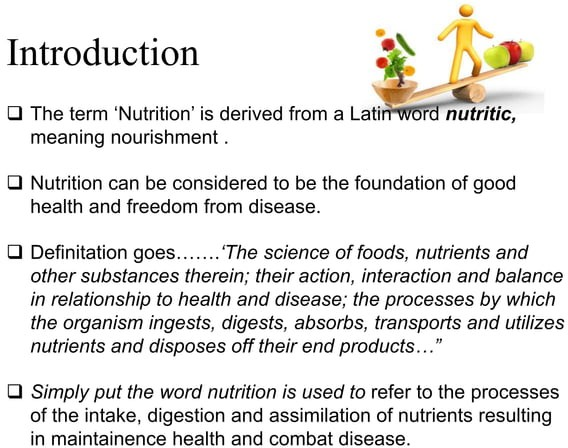 Introduction
❑ The term ‘Nutrition’ is derived from a Latin word nutritic,
meaning nourishment .
❑ Nutrition can be considered to be the foundation of good
health and freedom from disease.
❑ Definitation goes…….‘The science of foods, nutrients and
other substances therein; their action, interaction and balance
in relationship to health and disease; the processes by which
the organism ingests, digests, absorbs, transports and utilizes
nutrients and disposes off their end products…”
❑ Simply put the word nutrition is used to refer to the processes
of the intake, digestion and assimilation of nutrients resulting
in maintainence health and combat disease.